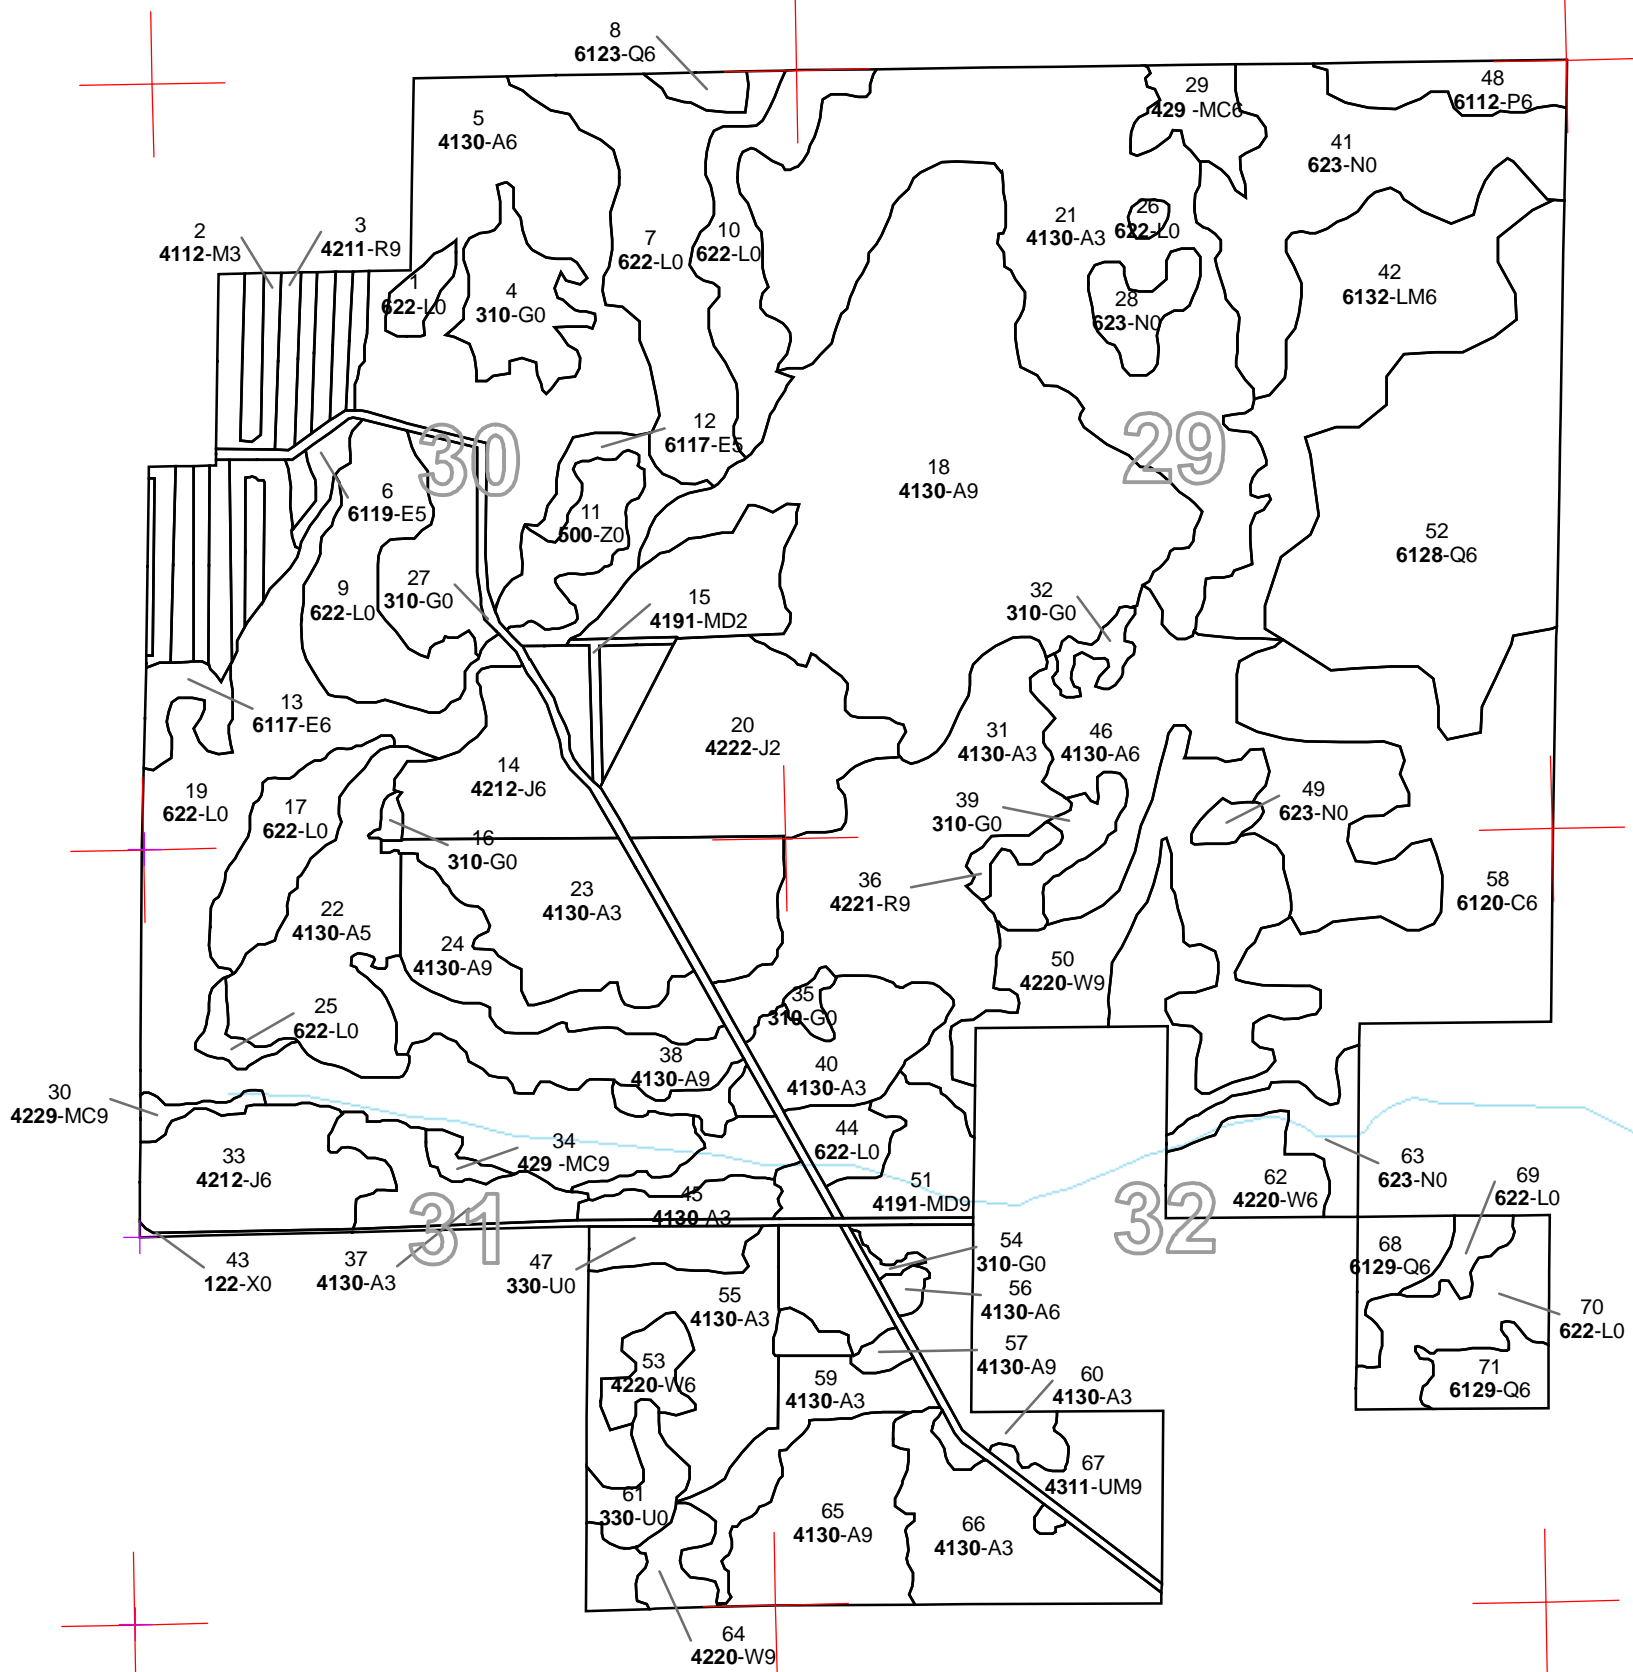 8
6123-Q6
29
429 -MC6
48
6112-P6
5
4130-A6
41
623-N0
2
4112-M3
3
4211-R9
7
622-L0
10
622-L0
21
4130-A3
26
622-L0
1
622-L0
4
310-G0
28
623-N0
42
6132-LM6
12
6117-E5
30
29
18
4130-A9
6
6119-E5
11
500-Z0
52
6128-Q6
9
622-L0
27
310-G0
15
4191-MD2
32
310-G0
13
6117-E6
20
4222-J2
31
4130-A3
46
4130-A6
14
4212-J6
19
622-L0
17
622-L0
39
310-G0
49
623-N0
16
310-G0
36
4221-R9
58
6120-C6
23
4130-A3
22
4130-A5
24
4130-A9
50
4220-W9
35
310-G0
25
622-L0
38
4130-A9
40
4130-A3
30
4229-MC9
44
622-L0
34
429 -MC9
33
4212-J6
63
623-N0
62
4220-W6
69
622-L0
51
4191-MD9
45
4130-A3
31
32
43
122-X0
37
4130-A3
47
330-U0
54
310-G0
68
6129-Q6
56
4130-A6
55
4130-A3
70
622-L0
57
4130-A9
53
4220-W6
59
4130-A3
60
4130-A3
71
6129-Q6
67
4311-UM9
61
330-U0
65
4130-A9
66
4130-A3
64
4220-W9